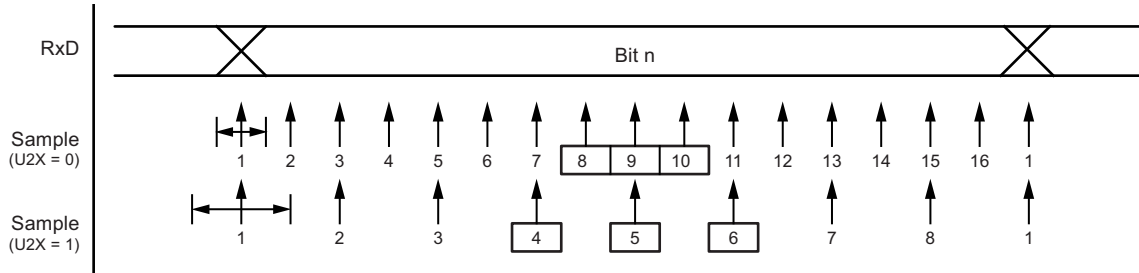 RxD
Bit n
Sample
(U2X = 0)
1 2 3 4 5 6 7 8 9 10 11 12 13 14 15 16 1
Sample
(U2X = 1)
1 2 3 4 5 6 7 8 1